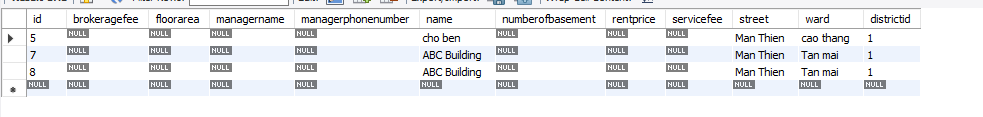 id brokeragefee floorarea managername managerphonenumber name numberofbasement rentprice servicefee street ward districtid
5 NULL NULL NULL NULL cho ben NULL NULL NULL Man Thien cao thang 1
7 NULL NULL NULL NULL ABC Building NULL NULL NULL Man Thien Tan mai 1
8 NULL NULL NULL NULL ABC Building NULL NULL NULL Man Thien Tan mai 1
NULL NULL NULL NULL NULL NULL NULL NULL NULL NULL NULL NULL